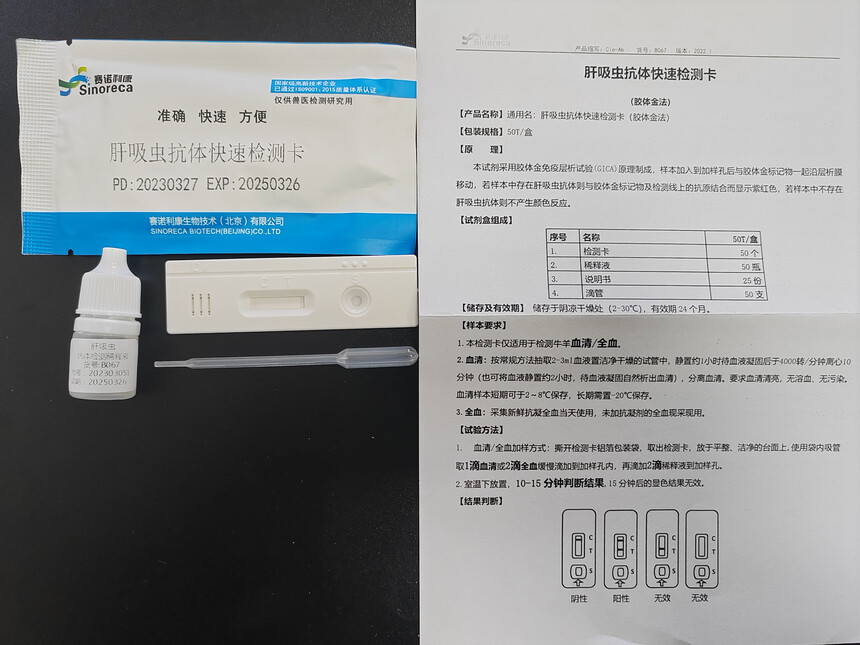 赛诺利康
Sinoreca
国家级高新技术企业
已通过ISO9001:2015质量体系认证
仅供兽医检测研究用
准确 快速 方便
肝吸虫抗体快速检测卡
PD:20230327 EXP:20250326
赛诺利康生物技术(北京)有限公司
SINORECA BIOTECH(BEIJING)CO.,LTD
肝吸虫
抗体检测稀释液
货号:B067
20250326
赛诺利康
Sinoreca
产品缩写:Clo-Ab 货号:B067 版本:2022
肝吸虫抗体快速检测卡
(胶体金法)
【产品名称】通用名:肝吸虫抗体快速检测卡(胶体金法)
【包装规格】50T/盒
【原 理】
本试剂采用胶体金免疫层析试验(GICA)原理制成,样本加入到加样孔后与胶体金标记物一起沿层析膜
移动,若样本中存在肝吸虫抗体则与胶体金标记物及检测线上的抗原结合而显示紫红色,若样本中不存在
肝吸虫抗体则不产生颜色反应。
【试剂盒组成】
序号 名称 50T/盒
1. 检测卡 50个
2. 稀释液 50瓶
3. 说明书 25份
4. 滴管 50支
【储存及有效期】 储存于阴凉干燥处(2-30℃),有效期24个月。
【样本要求】
1.本检测卡仅适用于检测牛羊血清/全血。
2.血清:按常规方法抽取2-3ml血液置洁净干燥的试管中,静置约1小时待血液凝固后于4000转/分钟离心10
分钟(也可将血液静置约2小时,待血液凝固自然析出血清),分离血清。要求血清清亮,无溶血、无污染。
血清样本短期可于2~8℃保存,长期需置-20℃保存。
3.全血:采集新鲜抗凝全血当天使用,未加抗凝剂的全血现采现用。
【试验方法】
1. 血清/全血加样方式:撕开检测卡铝箔包装袋,取出检测卡,放于平整、洁净的台面上,使用袋内吸管
取1滴血清或2滴全血缓慢滴加到加样孔内,再滴加2滴稀释液到加样孔。
2.室温下放置,10-15分钟判断结果,15分钟后的显色结果无效。
【结果判断】
C C C C
T T T T
S S S S
阴性 阳性 无效 无效